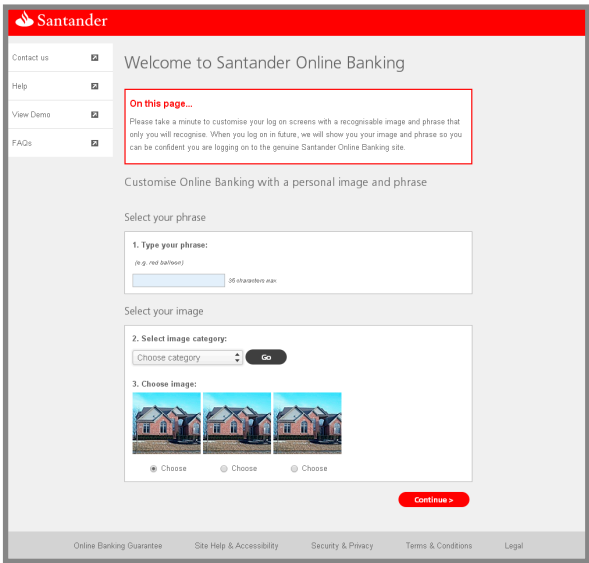 Santander
Contact us
Help
View Demo
FAQs
Welcome to Santander Online Banking
On this page...
Please take a minute to customise your log on screens with a recognisable image and phrase that
only you will recognise. When you log on in future, we will show you your image and phrase so you
can be confident you are logging on to the genuine Santander Online Banking site.
Customise Online Banking with a personal image and phrase
Select your phrase
1. Type your phrase:
(e.g. red balloon)
35 characters max
Select your image
2. Select image category:
Choose category Go
3. Choose image:
Choose Choose Choose
Continue >
Online Banking Guarantee Site Help & Accessibility Security & Privacy Terms & Conditions Legal